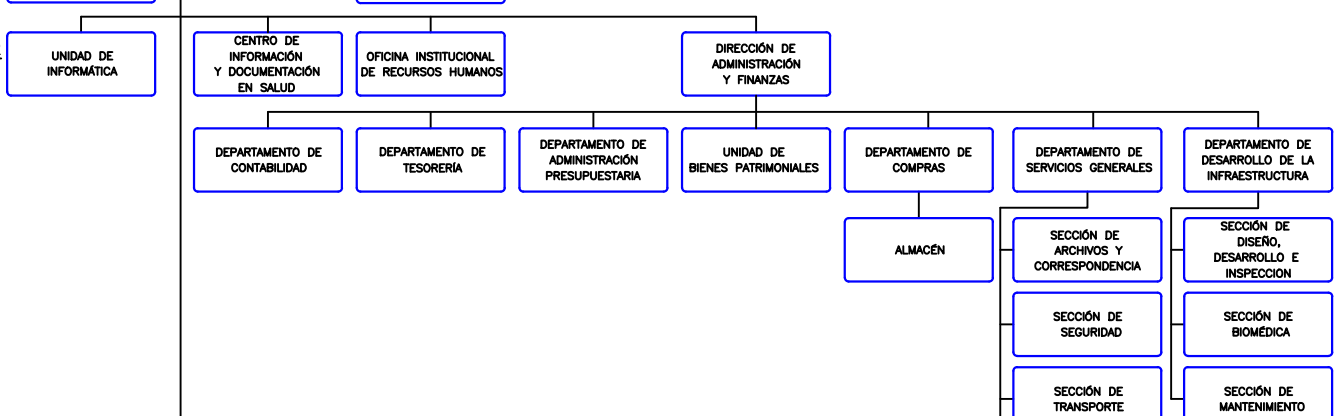 UNIDAD DE
INFORMÁTICA
CENTRO DE
INFORMACIÓN
Y DOCUMENTACIÓN
EN SALUD
OFICINA INSTITUCIONAL
DE RECURSOS HUMANOS
DIRECCIÓN DE
ADMINISTRACIÓN
Y FINANZAS
DEPARTAMENTO DE
CONTABILIDAD
DEPARTAMENTO DE
TESORERÍA
DEPARTAMENTO DE
ADMINISTRACIÓN
PRESUPUESTARIA
UNIDAD DE
BIENES PATRIMONIALES
DEPARTAMENTO DE
COMPRAS
DEPARTAMENTO DE
SERVICIOS GENERALES
DEPARTAMENTO DE
DESARROLLO DE LA
INFRAESTRUCTURA
ALMACÉN
SECCIÓN DE
ARCHIVOS Y
CORRESPONDENCIA
SECCIÓN DE
DISEÑO,
DESARROLLO E
INSPECCION
SECCIÓN DE
SEGURIDAD
SECCIÓN DE
BIOMÉDICA
SECCIÓN DE
TRANSPORTE
SECCIÓN DE
MANTENIMIENTO